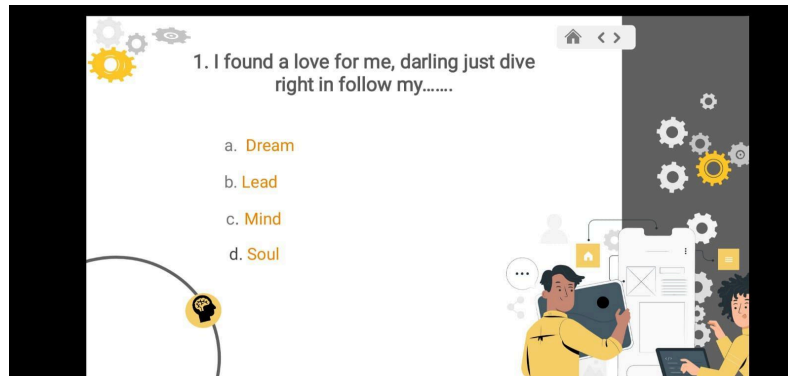 1. I found a love for me, darling just dive
right in follow my.......
a. Dream
b. Lead
c. Mind
d. Soul